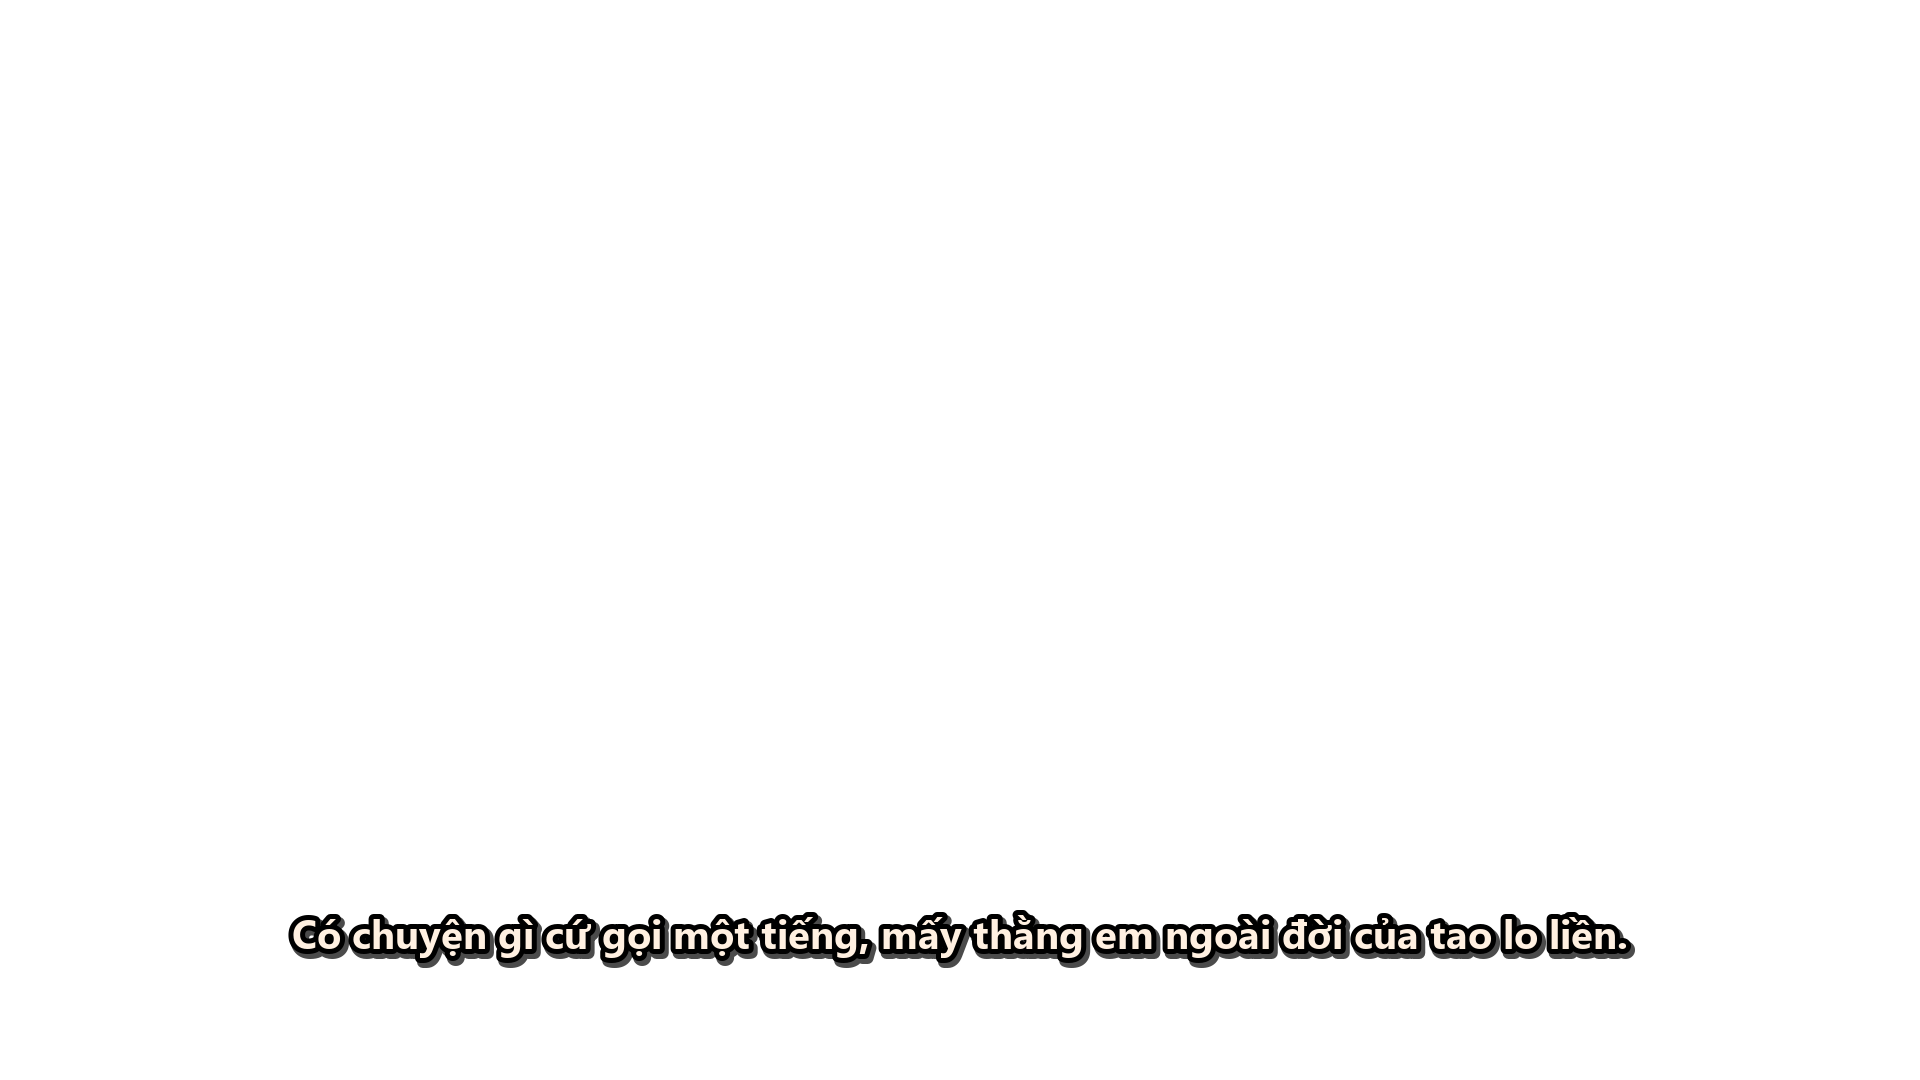 Có chuyện gì cứ gọi một tiếng, mấy thằng em ngoài đời của tao lo liền.